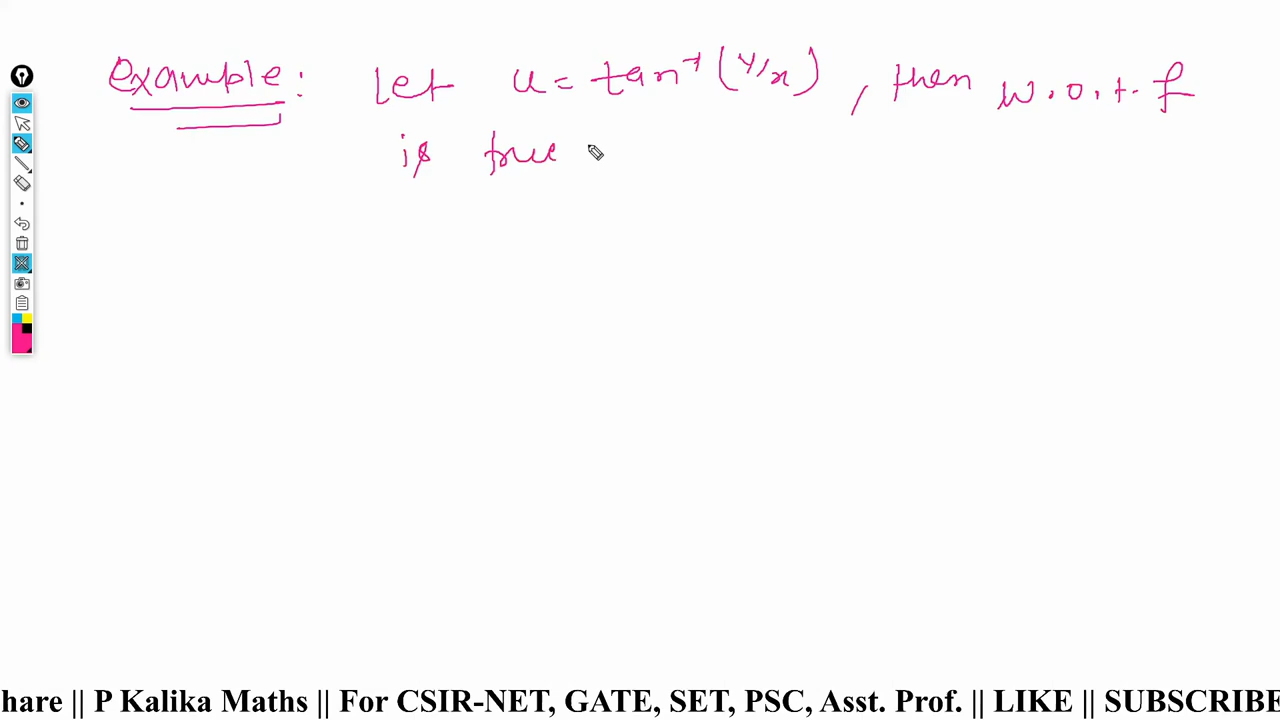 Example: Let u = tan⁻¹(y/x), then w.o.t.f
is true
hare || P Kalika Maths || For CSIR-NET, GATE, SET, PSC, Asst. Prof. || LIKE || SUBSCRIBE